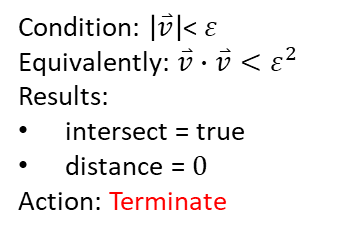 Condition: |v⃗|< ε
Equivalently: v⃗ · v⃗ < ε²
Results:
• intersect = true
• distance = 0
Action: Terminate